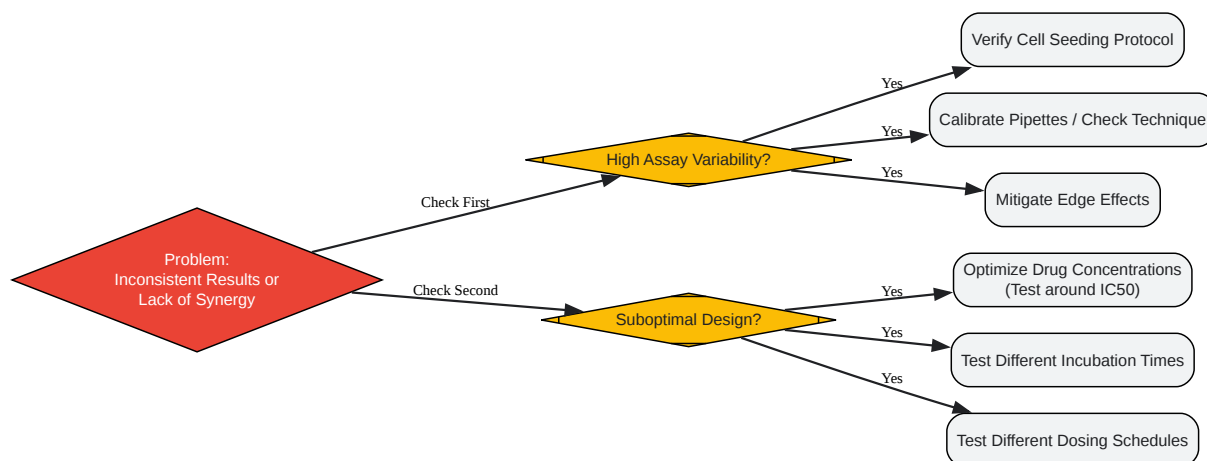 Problem:
Inconsistent Results or
Lack of Synergy
Check First
High Assay Variability?
Yes
Verify Cell Seeding Protocol
Yes
Calibrate Pipettes / Check Technique
Yes
Mitigate Edge Effects
Check Second
Suboptimal Design?
Yes
Optimize Drug Concentrations
(Test around IC50)
Yes
Test Different Incubation Times
Yes
Test Different Dosing Schedules